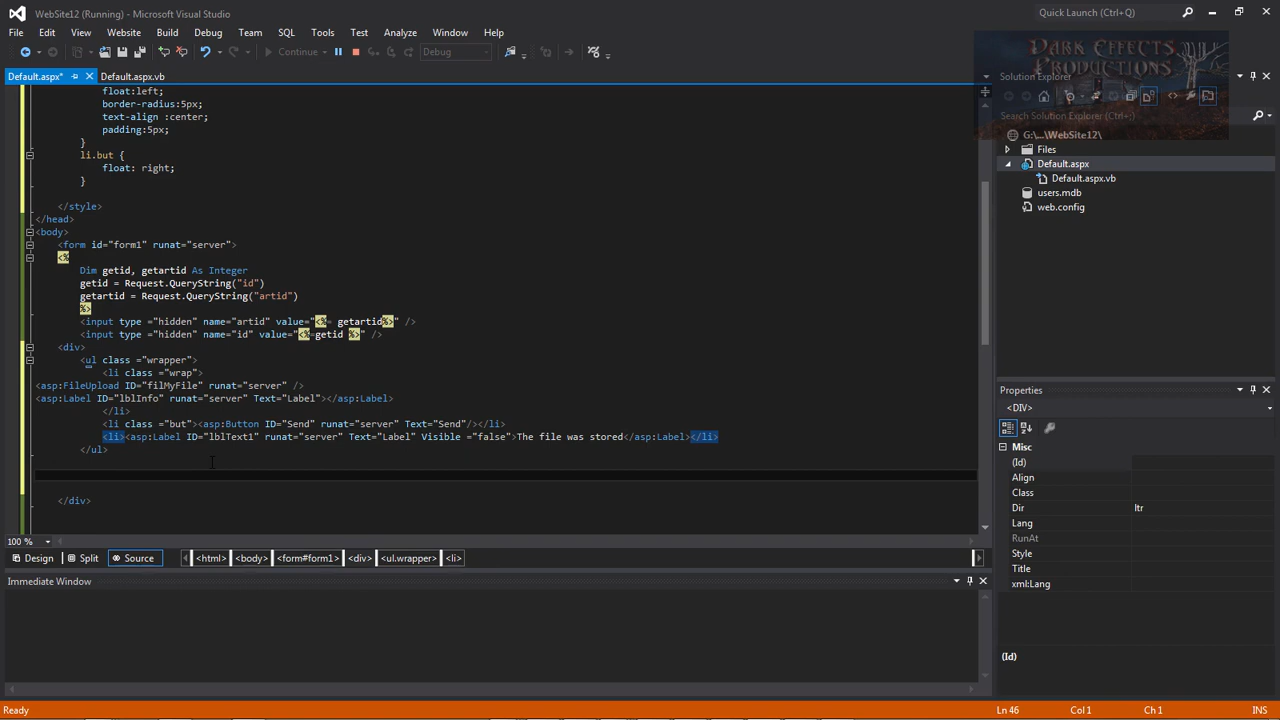 WebSite12 (Running) - Microsoft Visual Studio
Quick Launch (Ctrl+Q)
File Edit View Website Build Debug Team SQL Tools Test Analyze Window Help
Continue Debug
DARK EFFECTS
PRODUCTIONS
Default.aspx* Default.aspx.vb
Solution Explorer
Search Solution Explorer (Ctrl+;)
G:\...\WebSite12\
Files
Default.aspx
Default.aspx.vb
users.mdb
web.config
float:left;
border-radius:5px;
text-align :center;
padding:5px;
}
li.but {
float: right;
}
</style>
</head>
<body>
<form id="form1" runat="server">
<%
Dim getid, getartid As Integer
getid = Request.QueryString("id")
getartid = Request.QueryString("artid")
%>
<input type ="hidden" name="artid" value="<%= getartid%>" />
<input type ="hidden" name="id" value="<%=getid %>" />
<div>
<ul class ="wrapper">
<li class ="wrap">
<asp:FileUpload ID="filMyFile" runat="server" />
<asp:Label ID="lblInfo" runat="server" Text="Label"></asp:Label>
</li>
<li class ="but"><asp:Button ID="Send" runat="server" Text="Send"/></li>
<li><asp:Label ID="lblText1" runat="server" Text="Label" Visible ="false">The file was stored</asp:Label></li>
</ul>
</div>
100 %
Design Split Source <html> <body> <form#form1> <div> <ul.wrapper> <li>
Immediate Window
Properties
<DIV>
Misc
(Id)
Align
Class
Dir ltr
Lang
RunAt
Style
Title
xml:Lang
(Id)
Ready Ln 46 Col 1 Ch 1 INS